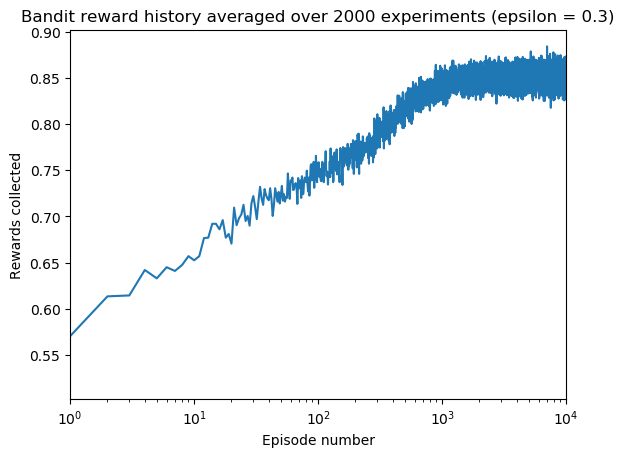 Bandit reward history averaged over 2000 experiments (epsilon = 0.3)
0.90
0.85
0.80
0.75
0.70
0.65
0.60
0.55
Rewards collected
10^0 10^1 10^2 10^3 10^4
Episode number